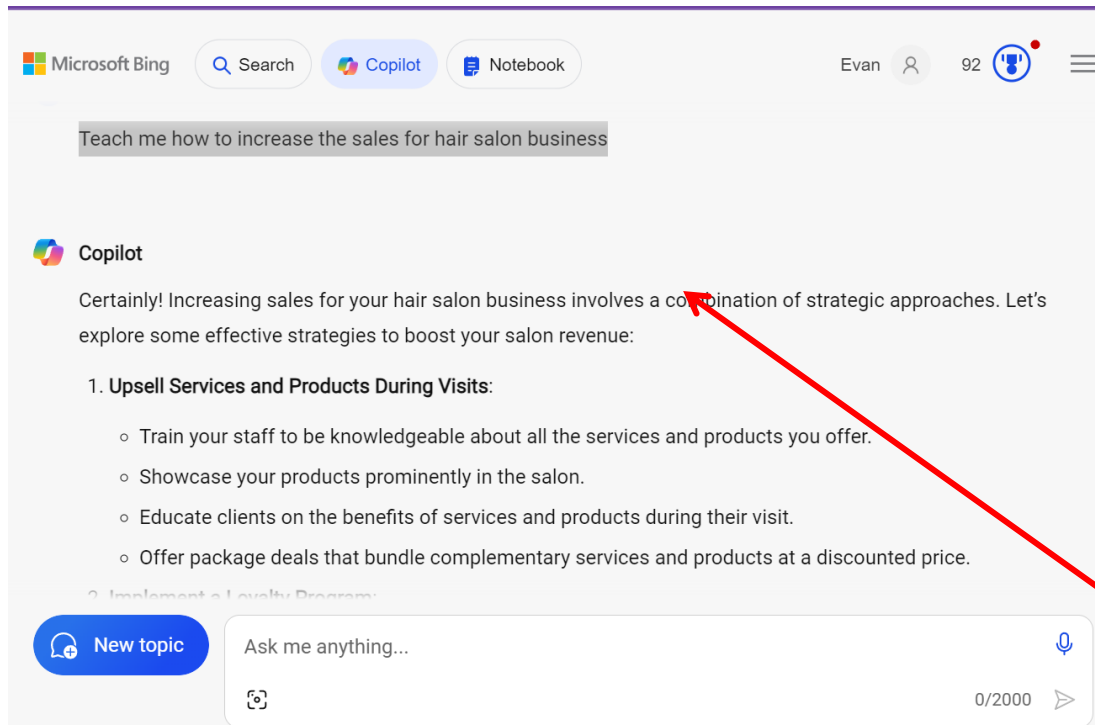 Microsoft Bing Search Copilot Notebook Evan 92
Teach me how to increase the sales for hair salon business
Copilot
Certainly! Increasing sales for your hair salon business involves a combination of strategic approaches. Let's
explore some effective strategies to boost your salon revenue:
1. Upsell Services and Products During Visits:
Train your staff to be knowledgeable about all the services and products you offer.
Showcase your products prominently in the salon.
Educate clients on the benefits of services and products during their visit.
Offer package deals that bundle complementary services and products at a discounted price.
2. Implement a Loyalty Program:
New topic
Ask me anything...
0/2000